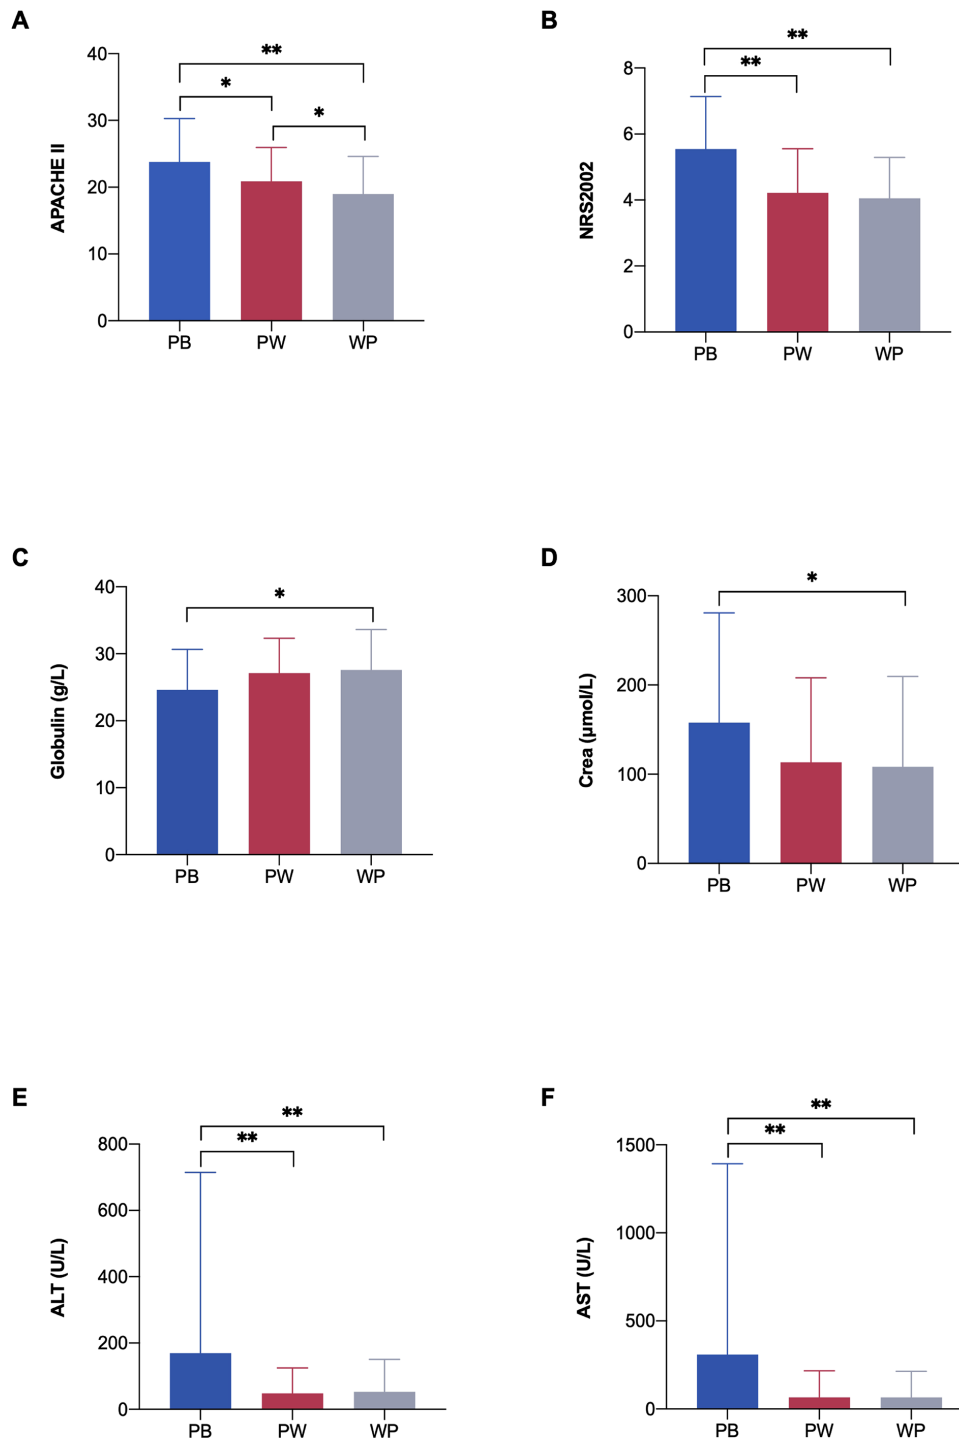 A
**
*
*
40
30
20
10
0
APACHE II
PB PW WP
B
**
**
8
6
4
2
0
NRS2002
PB PW WP
C
*
40
30
20
10
0
Globulin (g/L)
PB PW WP
D
*
300
200
100
0
Crea (μmol/L)
PB PW WP
E
**
**
800
600
400
200
0
ALT (U/L)
PB PW WP
F
**
**
1500
1000
500
0
AST (U/L)
PB PW WP